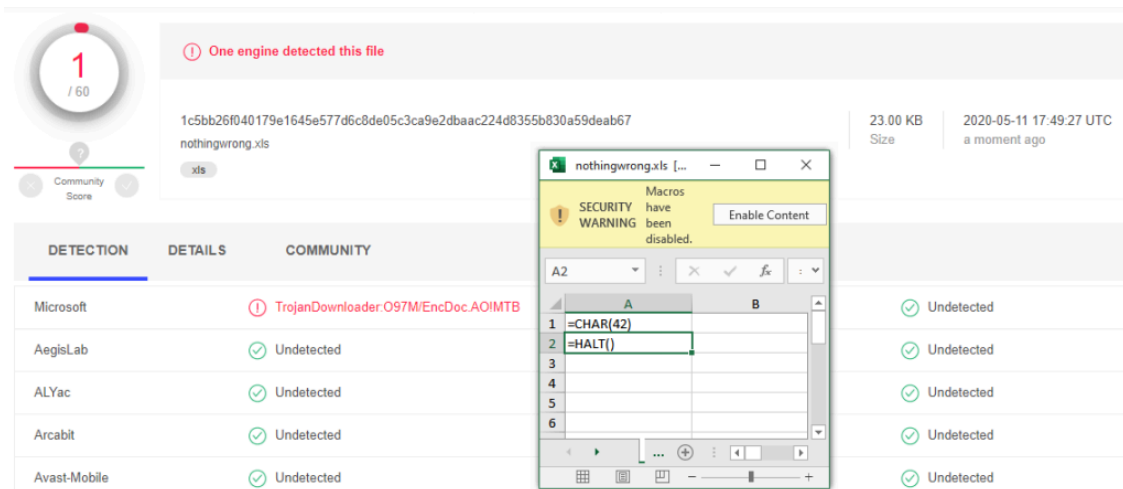 1
/ 60
?
Community
Score
One engine detected this file
1c5bb26f040179e1645e577d6c8de05c3ca9e2dbaac224d8355b830a59deab67
nothingwrong.xls
xls
23.00 KB
Size
2020-05-11 17:49:27 UTC
a moment ago
DETECTION DETAILS COMMUNITY
Microsoft TrojanDownloader:O97M/EncDoc.AO!MTB Undetected
AegisLab Undetected Undetected
ALYac Undetected Undetected
Arcabit Undetected Undetected
Avast-Mobile Undetected Undetected
nothingwrong.xls [...
SECURITY WARNING
Macros have been disabled.
Enable Content
A2 fx
A B
1 =CHAR(42)
2 =HALT()
3
4
5
6
...